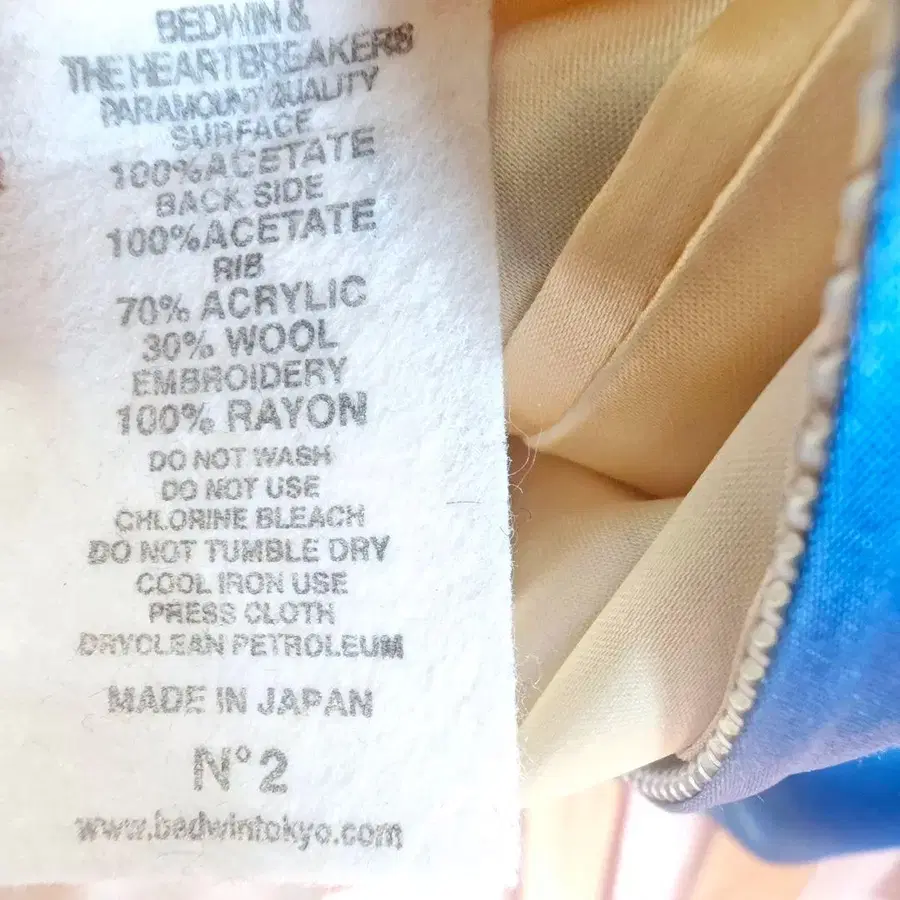 BEDWIN &
THE HEARTBREAKERS
PARAMOUNT QUALITY
SURFACE
100% ACETATE
BACK SIDE
100% ACETATE
RIB
70% ACRYLIC
30% WOOL
EMBROIDERY
100% RAYON
DO NOT WASH
DO NOT USE
CHLORINE BLEACH
DO NOT TUMBLE DRY
COOL IRON USE
PRESS CLOTH
DRYCLEAN PETROLEUM
MADE IN JAPAN
N°2
www.bedwintokyo.com